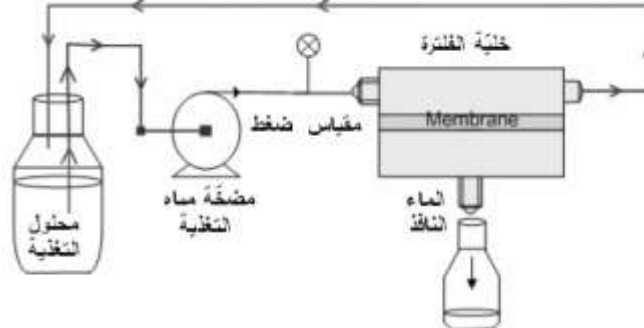 خليّة الفلترة
Membrane
مقياس ضغط
مضخّة مياه
التغذية
الماء
النافذ
محلول
التغذية